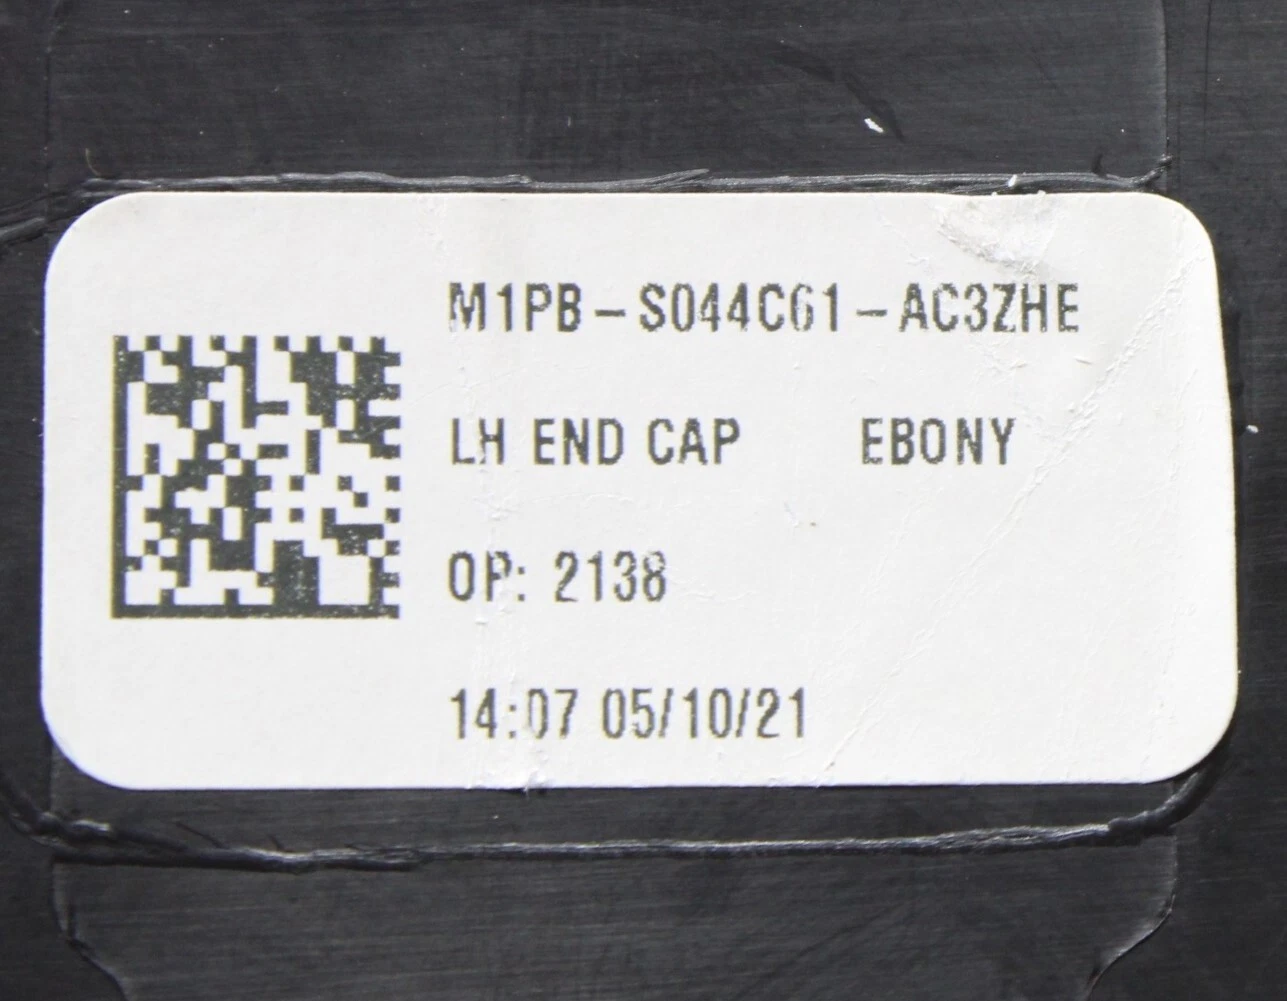 M1PB-S044C61-AC3ZHE
LH END CAP EBONY
OP: 2138
14:07 05/10/21